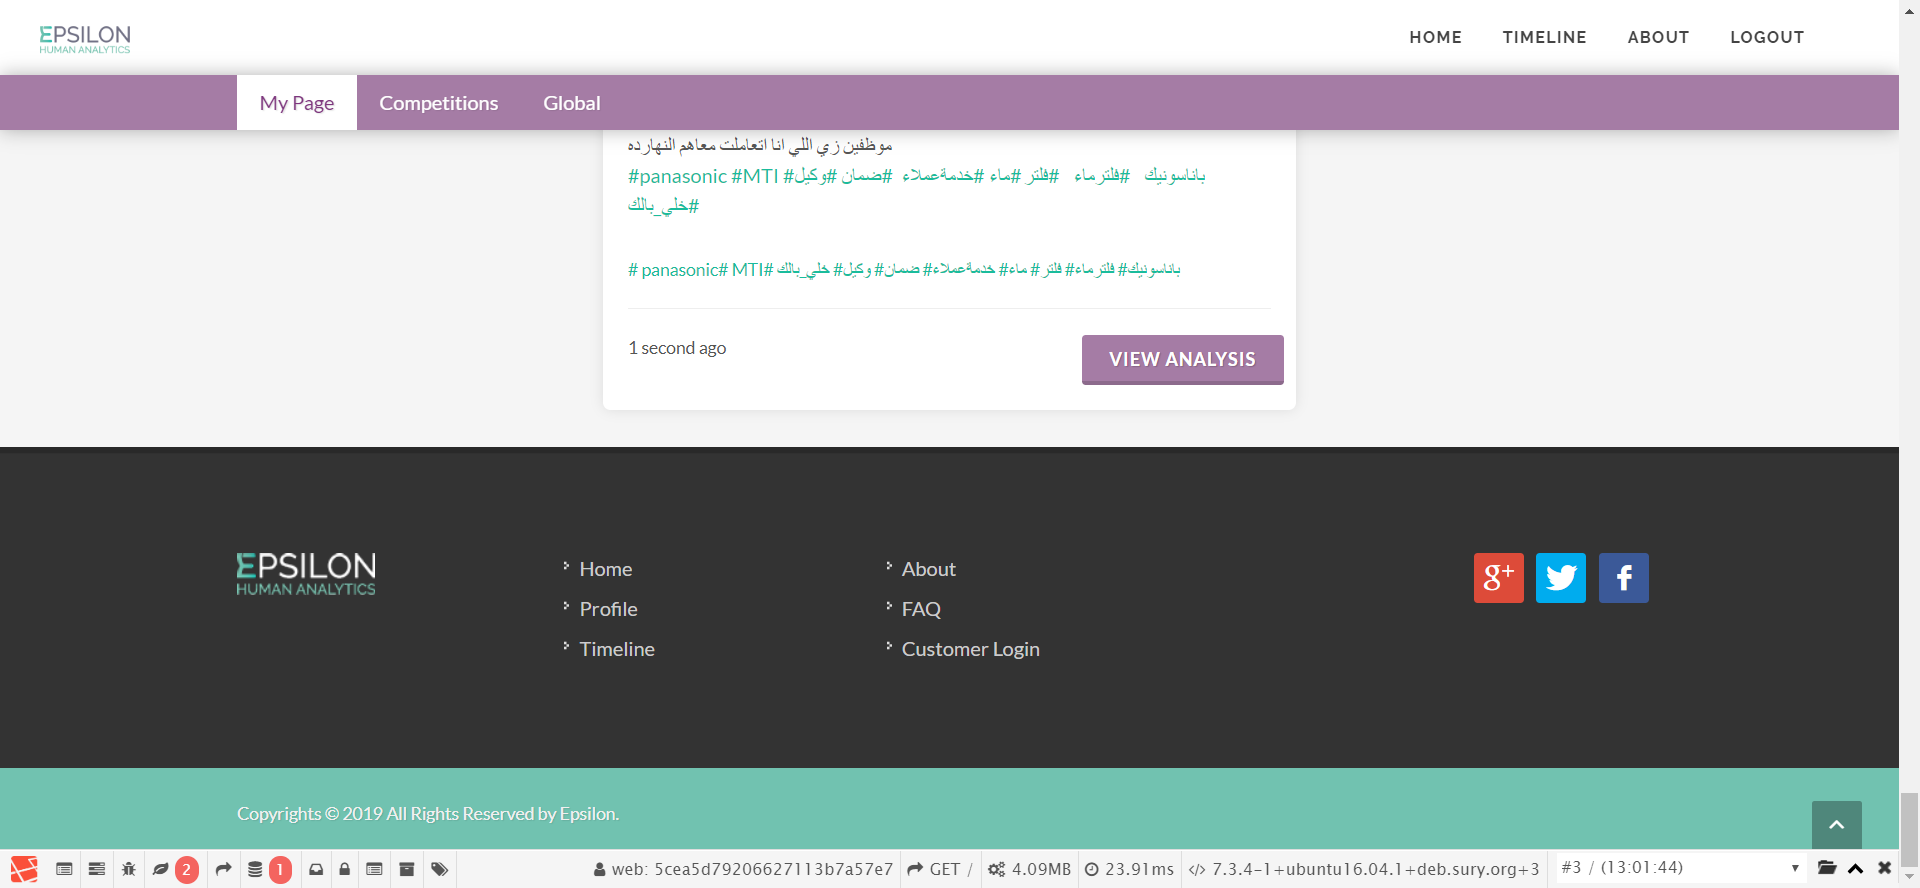 EPSILON
HUMAN ANALYTICS
HOME TIMELINE ABOUT LOGOUT
My Page Competitions Global
موظفين زي اللي انا اتعاملت معاهم النهارده
#panasonic #MTI #باناسونيك #فلترماء #فلتر #ماء #خدمةعملاء #ضمان #وكيل
#خلي_بالك
# panasonic# MTI# باناسونيك# فلترماء# فلتر# ماء# خدمةعملاء# ضمان# وكيل# خلي_بالك
1 second ago
VIEW ANALYSIS
EPSILON
HUMAN ANALYTICS
Home
Profile
Timeline
About
FAQ
Customer Login
g+ f
Copyrights © 2019 All Rights Reserved by Epsilon.
2 1 web: 5cea5d79206627113b7a57e7 GET / 4.09MB 23.91ms </> 7.3.4-1+ubuntu16.04.1+deb.sury.org+3 #3 / (13:01:44)